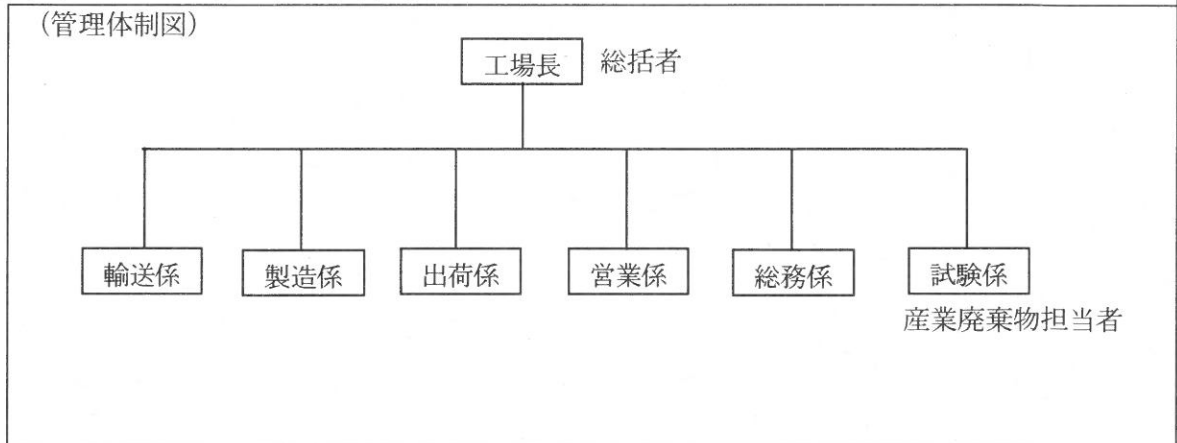 (管理体制図)
工場長 総括者
輸送係 製造係 出荷係 営業係 総務係 試験係
産業廃棄物担当者